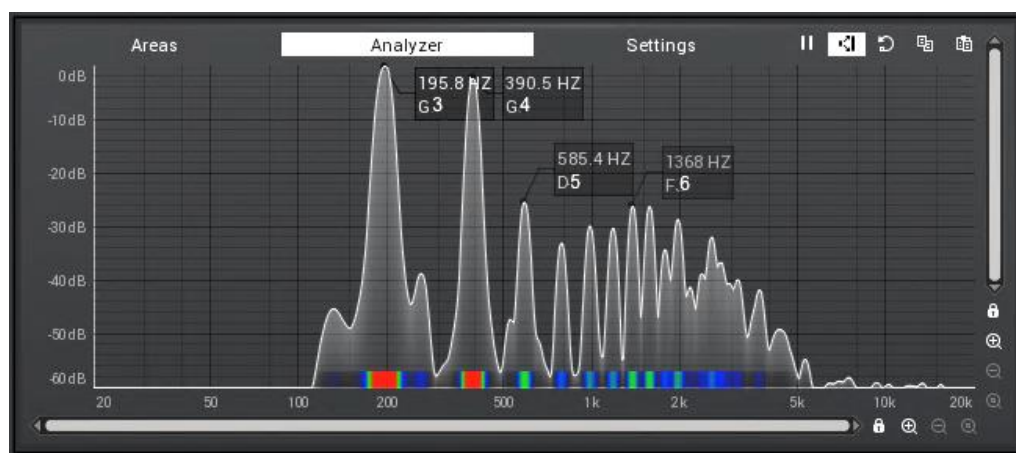 Areas Analyzer Settings
0dB
-10dB
-20dB
-30dB
-40dB
-50dB
-60dB
195.8 HZ
G3
390.5 HZ
G4
585.4 HZ
D5
1368 HZ
F.6
20 50 100 200 500 1k 2k 5k 10k 20k